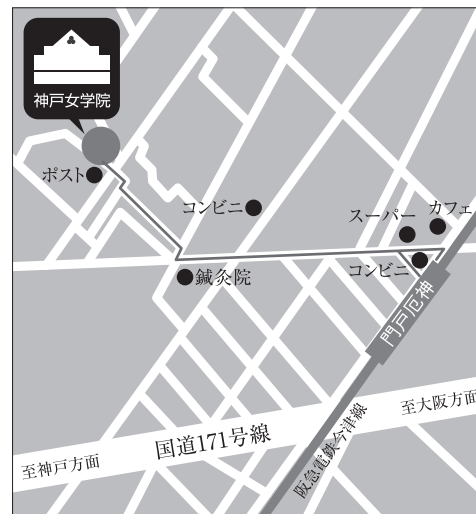 神戸女学院
ポスト
コンビニ
スーパー
カフェ
コンビニ
鍼灸院
門戸厄神
国道171号線
至神戸方面
至大阪方面
阪急電鉄今津線